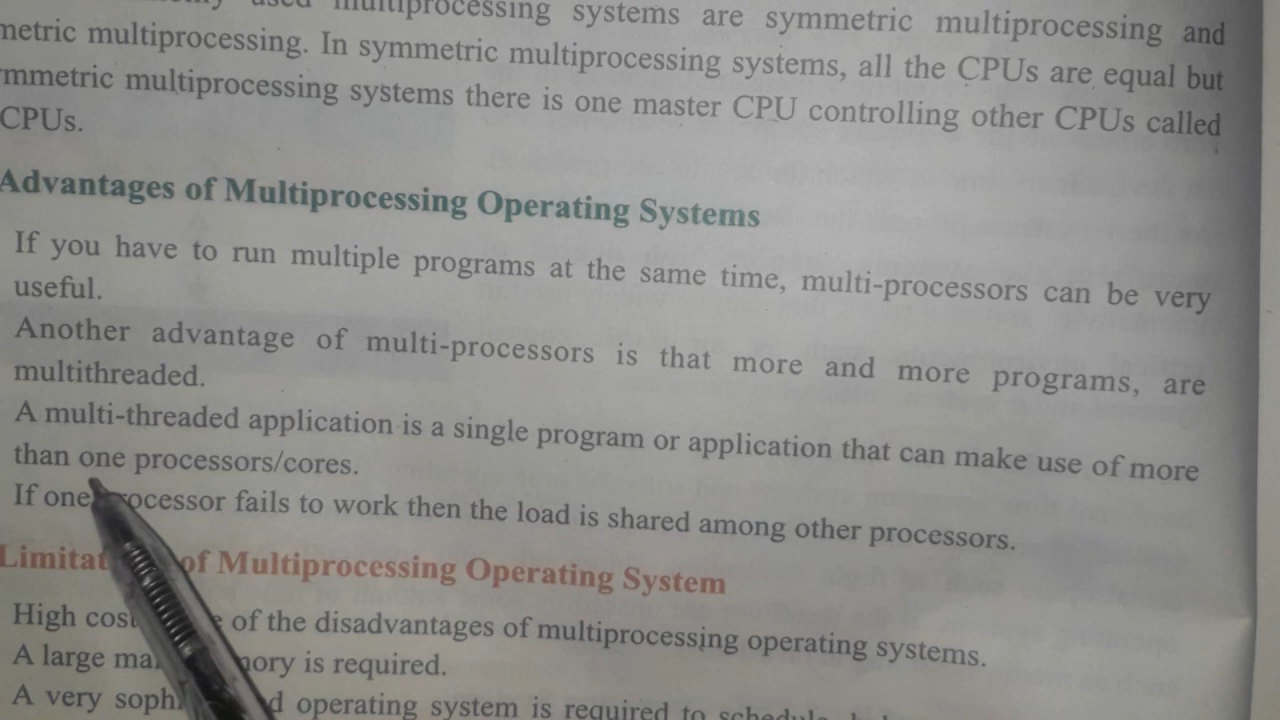 used multiprocessing systems are symmetric multiprocessing and
metric multiprocessing. In symmetric multiprocessing systems, all the CPUs are equal but
mmetric multiprocessing systems there is one master CPU controlling other CPUs called
CPUs.
Advantages of Multiprocessing Operating Systems
If you have to run multiple programs at the same time, multi-processors can be very
useful.
Another advantage of multi-processors is that more and more programs, are
multithreaded.
A multi-threaded application is a single program or application that can make use of more
than one processors/cores.
If one rocessor fails to work then the load is shared among other processors.
Limitat of Multiprocessing Operating System
High cost of the disadvantages of multiprocessing operating systems.
A large mory is required.
A very soph d operating system is required to schedule